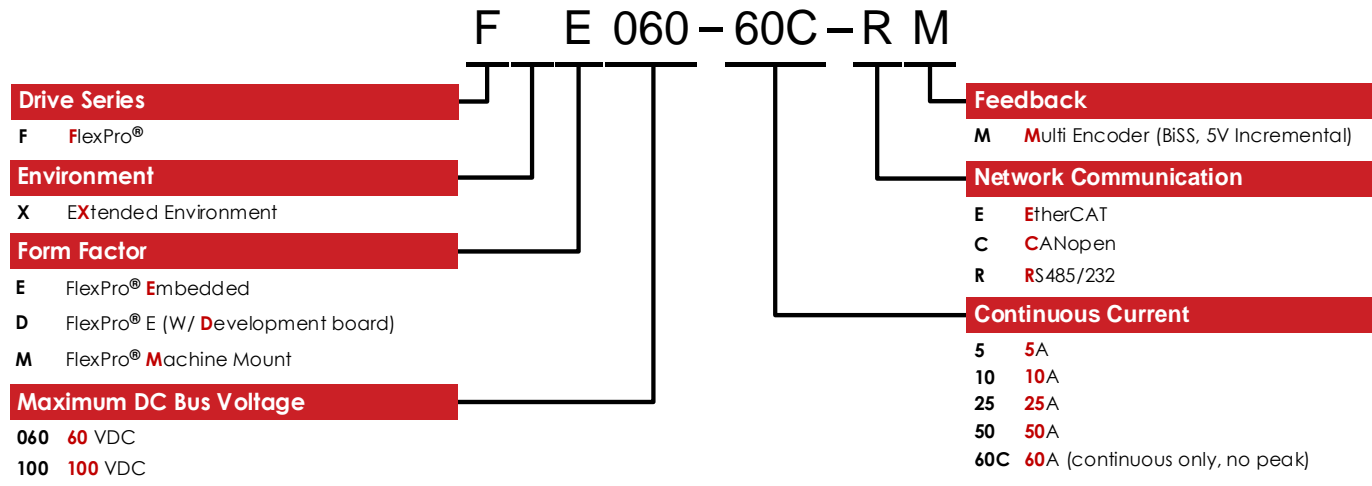 F E 060 – 60C – R M
Drive Series
F FlexPro®
Environment
X EXtended Environment
Form Factor
E FlexPro® Embedded
D FlexPro® E (W/ Development board)
M FlexPro® Machine Mount
Maximum DC Bus Voltage
060 60 VDC
100 100 VDC
Feedback
M Multi Encoder (BiSS, 5V Incremental)
Network Communication
E EtherCAT
C CANopen
R RS485/232
Continuous Current
5 5A
10 10A
25 25A
50 50A
60C 60A (continuous only, no peak)